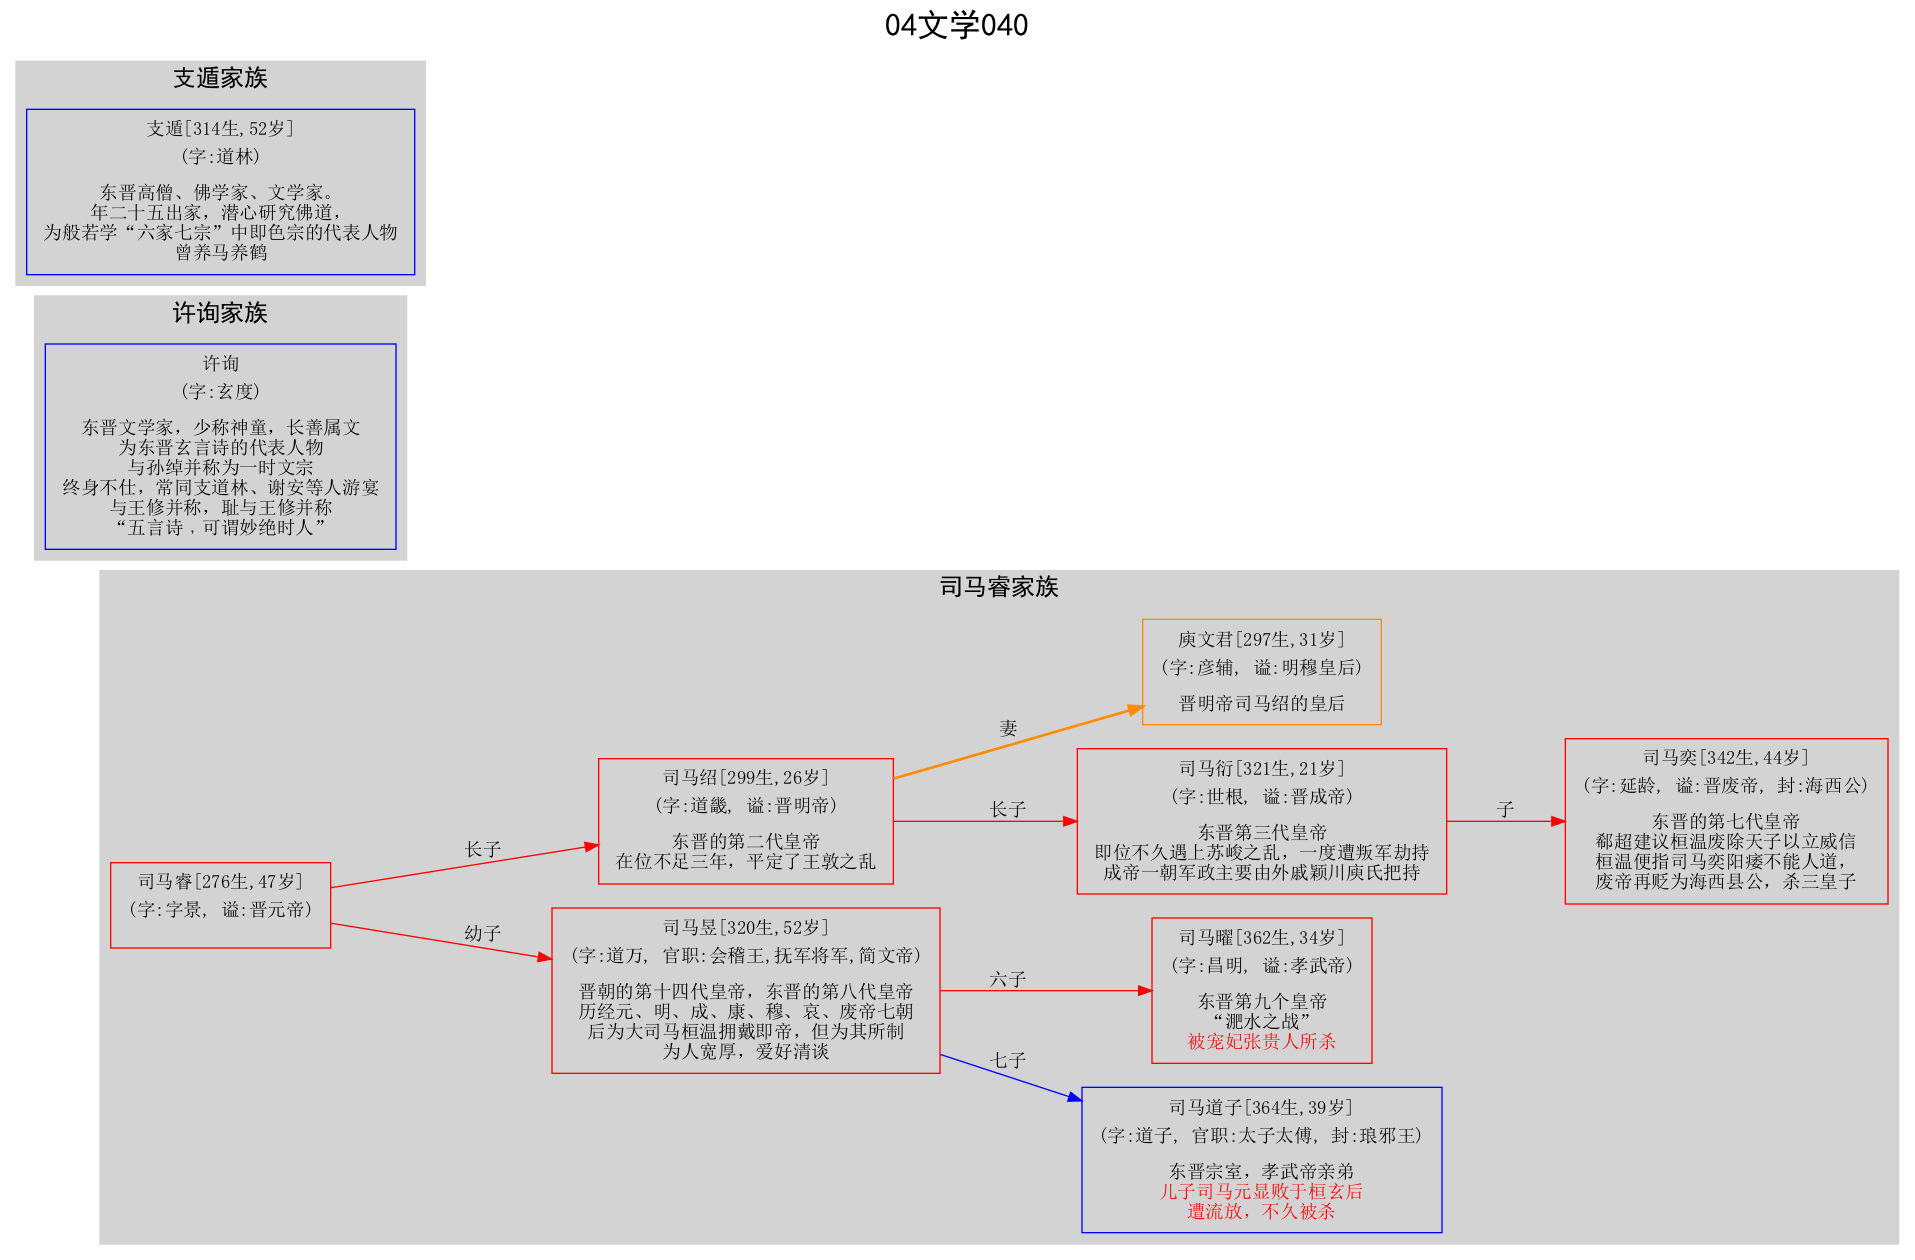 04文学040
支遁家族
支遁[314生,52岁]
(字:道林)
东晋高僧、佛学家、文学家。
年二十五出家，潜心研究佛道，
为般若学“六家七宗”中即色宗的代表人物
曾养马养鹤
许询家族
许询
(字:玄度)
东晋文学家，少称神童，长善属文
为东晋玄言诗的代表人物
与孙绰并称为一时文宗
终身不仕，常同支道林、谢安等人游宴
与王修并称，耻与王修并称
“五言诗，可谓妙绝时人”
司马睿家族
庾文君[297生,31岁]
(字:彦辅, 谥:明穆皇后)
晋明帝司马绍的皇后
妻
司马绍[299生,26岁]
(字:道畿, 谥:晋明帝)
东晋的第二代皇帝
在位不足三年，平定了王敦之乱
长子
司马衍[321生,21岁]
(字:世根, 谥:晋成帝)
东晋第三代皇帝
即位不久遇上苏峻之乱，一度遭叛军劫持
成帝一朝军政主要由外戚颍川庾氏把持
子
司马奕[342生,44岁]
(字:延龄, 谥:晋废帝, 封:海西公)
东晋的第七代皇帝
郗超建议桓温废除天子以立威信
桓温便指司马奕阳痿不能人道，
废帝再贬为海西县公，杀三皇子
长子
司马睿[276生,47岁]
(字:字景, 谥:晋元帝)
幼子
司马昱[320生,52岁]
(字:道万, 官职:会稽王,抚军将军,简文帝)
晋朝的第十四代皇帝，东晋的第八代皇帝
历经元、明、成、康、穆、哀、废帝七朝
后为大司马桓温拥戴即帝，但为其所制
为人宽厚，爱好清谈
六子
司马曜[362生,34岁]
(字:昌明, 谥:孝武帝)
东晋第九个皇帝
“淝水之战”
被宠妃张贵人所杀
七子
司马道子[364生,39岁]
(字:道子, 官职:太子太傅, 封:琅邪王)
东晋宗室，孝武帝亲弟
儿子司马元显败于桓玄后
遭流放，不久被杀